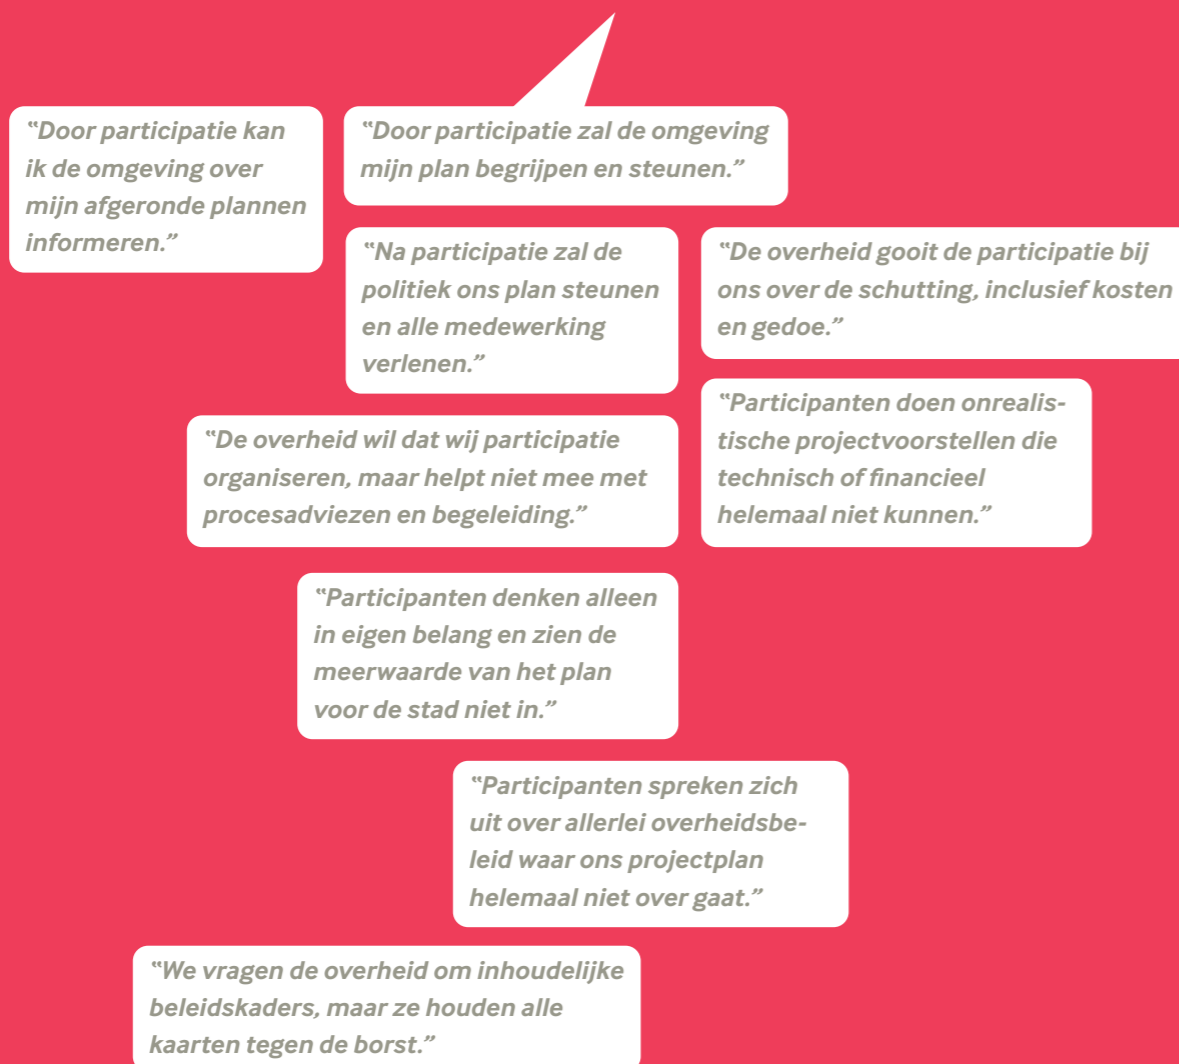 “Door participatie kan
ik de omgeving over
mijn afgeronde plannen
informeren.”
“Door participatie zal de omgeving
mijn plan begrijpen en steunen.”
“Na participatie zal de
politiek ons plan steunen
en alle medewerking
verlenen.”
“De overheid gooit de participatie bij
ons over de schutting, inclusief kosten
en gedoe.”
“De overheid wil dat wij participatie
organiseren, maar helpt niet mee met
procesadviezen en begeleiding.”
“Participanten doen onrealis-
tische projectvoorstellen die
technisch of financieel
helemaal niet kunnen.”
“Participanten denken alleen
in eigen belang en zien de
meerwaarde van het plan
voor de stad niet in.”
“Participanten spreken zich
uit over allerlei overheidsbe-
leid waar ons projectplan
helemaal niet over gaat.”
“We vragen de overheid om inhoudelijke
beleidskaders, maar ze houden alle
kaarten tegen de borst.”